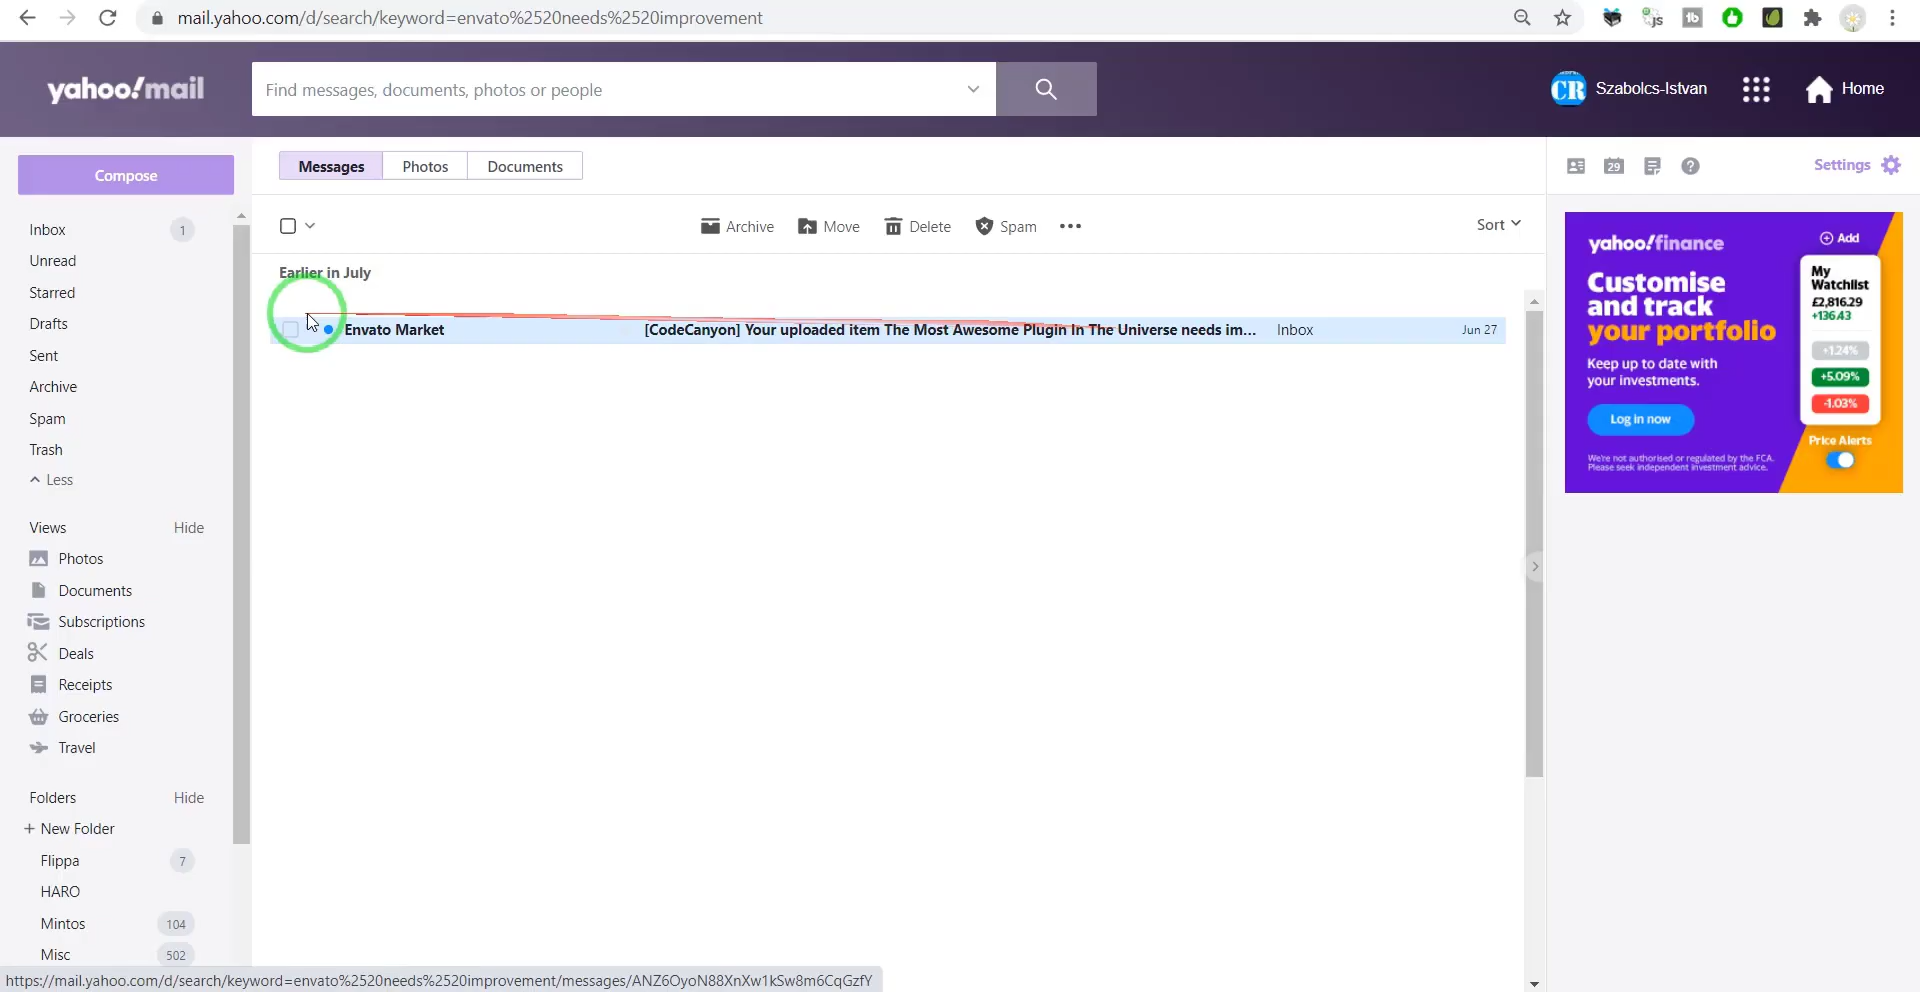 mail.yahoo.com/d/search/keyword=envato%2520needs%2520improvement
JS
tb
yahoo!mail
Find messages, documents, photos or people
CR
Szabolcs-Istvan
Home
Compose
Messages
Photos
Documents
29
?
Settings
Inbox
1
Unread
Starred
Drafts
Sent
Archive
Spam
Trash
Less
Views
Hide
Photos
Documents
Subscriptions
Deals
Receipts
Groceries
Travel
Folders
Hide
+ New Folder
Flippa
7
HARO
Mintos
104
Misc
502
Archive
Move
Delete
Spam
•••
Sort
Earlier in July
Envato Market
[CodeCanyon] Your uploaded item The Most Awesome Plugin In The Universe needs im...
Inbox
Jun 27
yahoo!finance
Customise
and track
your portfolio
Keep up to date with
your investments.
Log in now
We're not authorised or regulated by the FCA.
Please seek independent investment advice.
Add
My
Watchlist
£2,816.29
+136.43
+1.24%
+5.09%
-1.03%
Price Alerts
https://mail.yahoo.com/d/search/keyword=envato%2520needs%2520improvement/messages/ANZ6OyoN88XnXw1kSw8m6CqGzfY